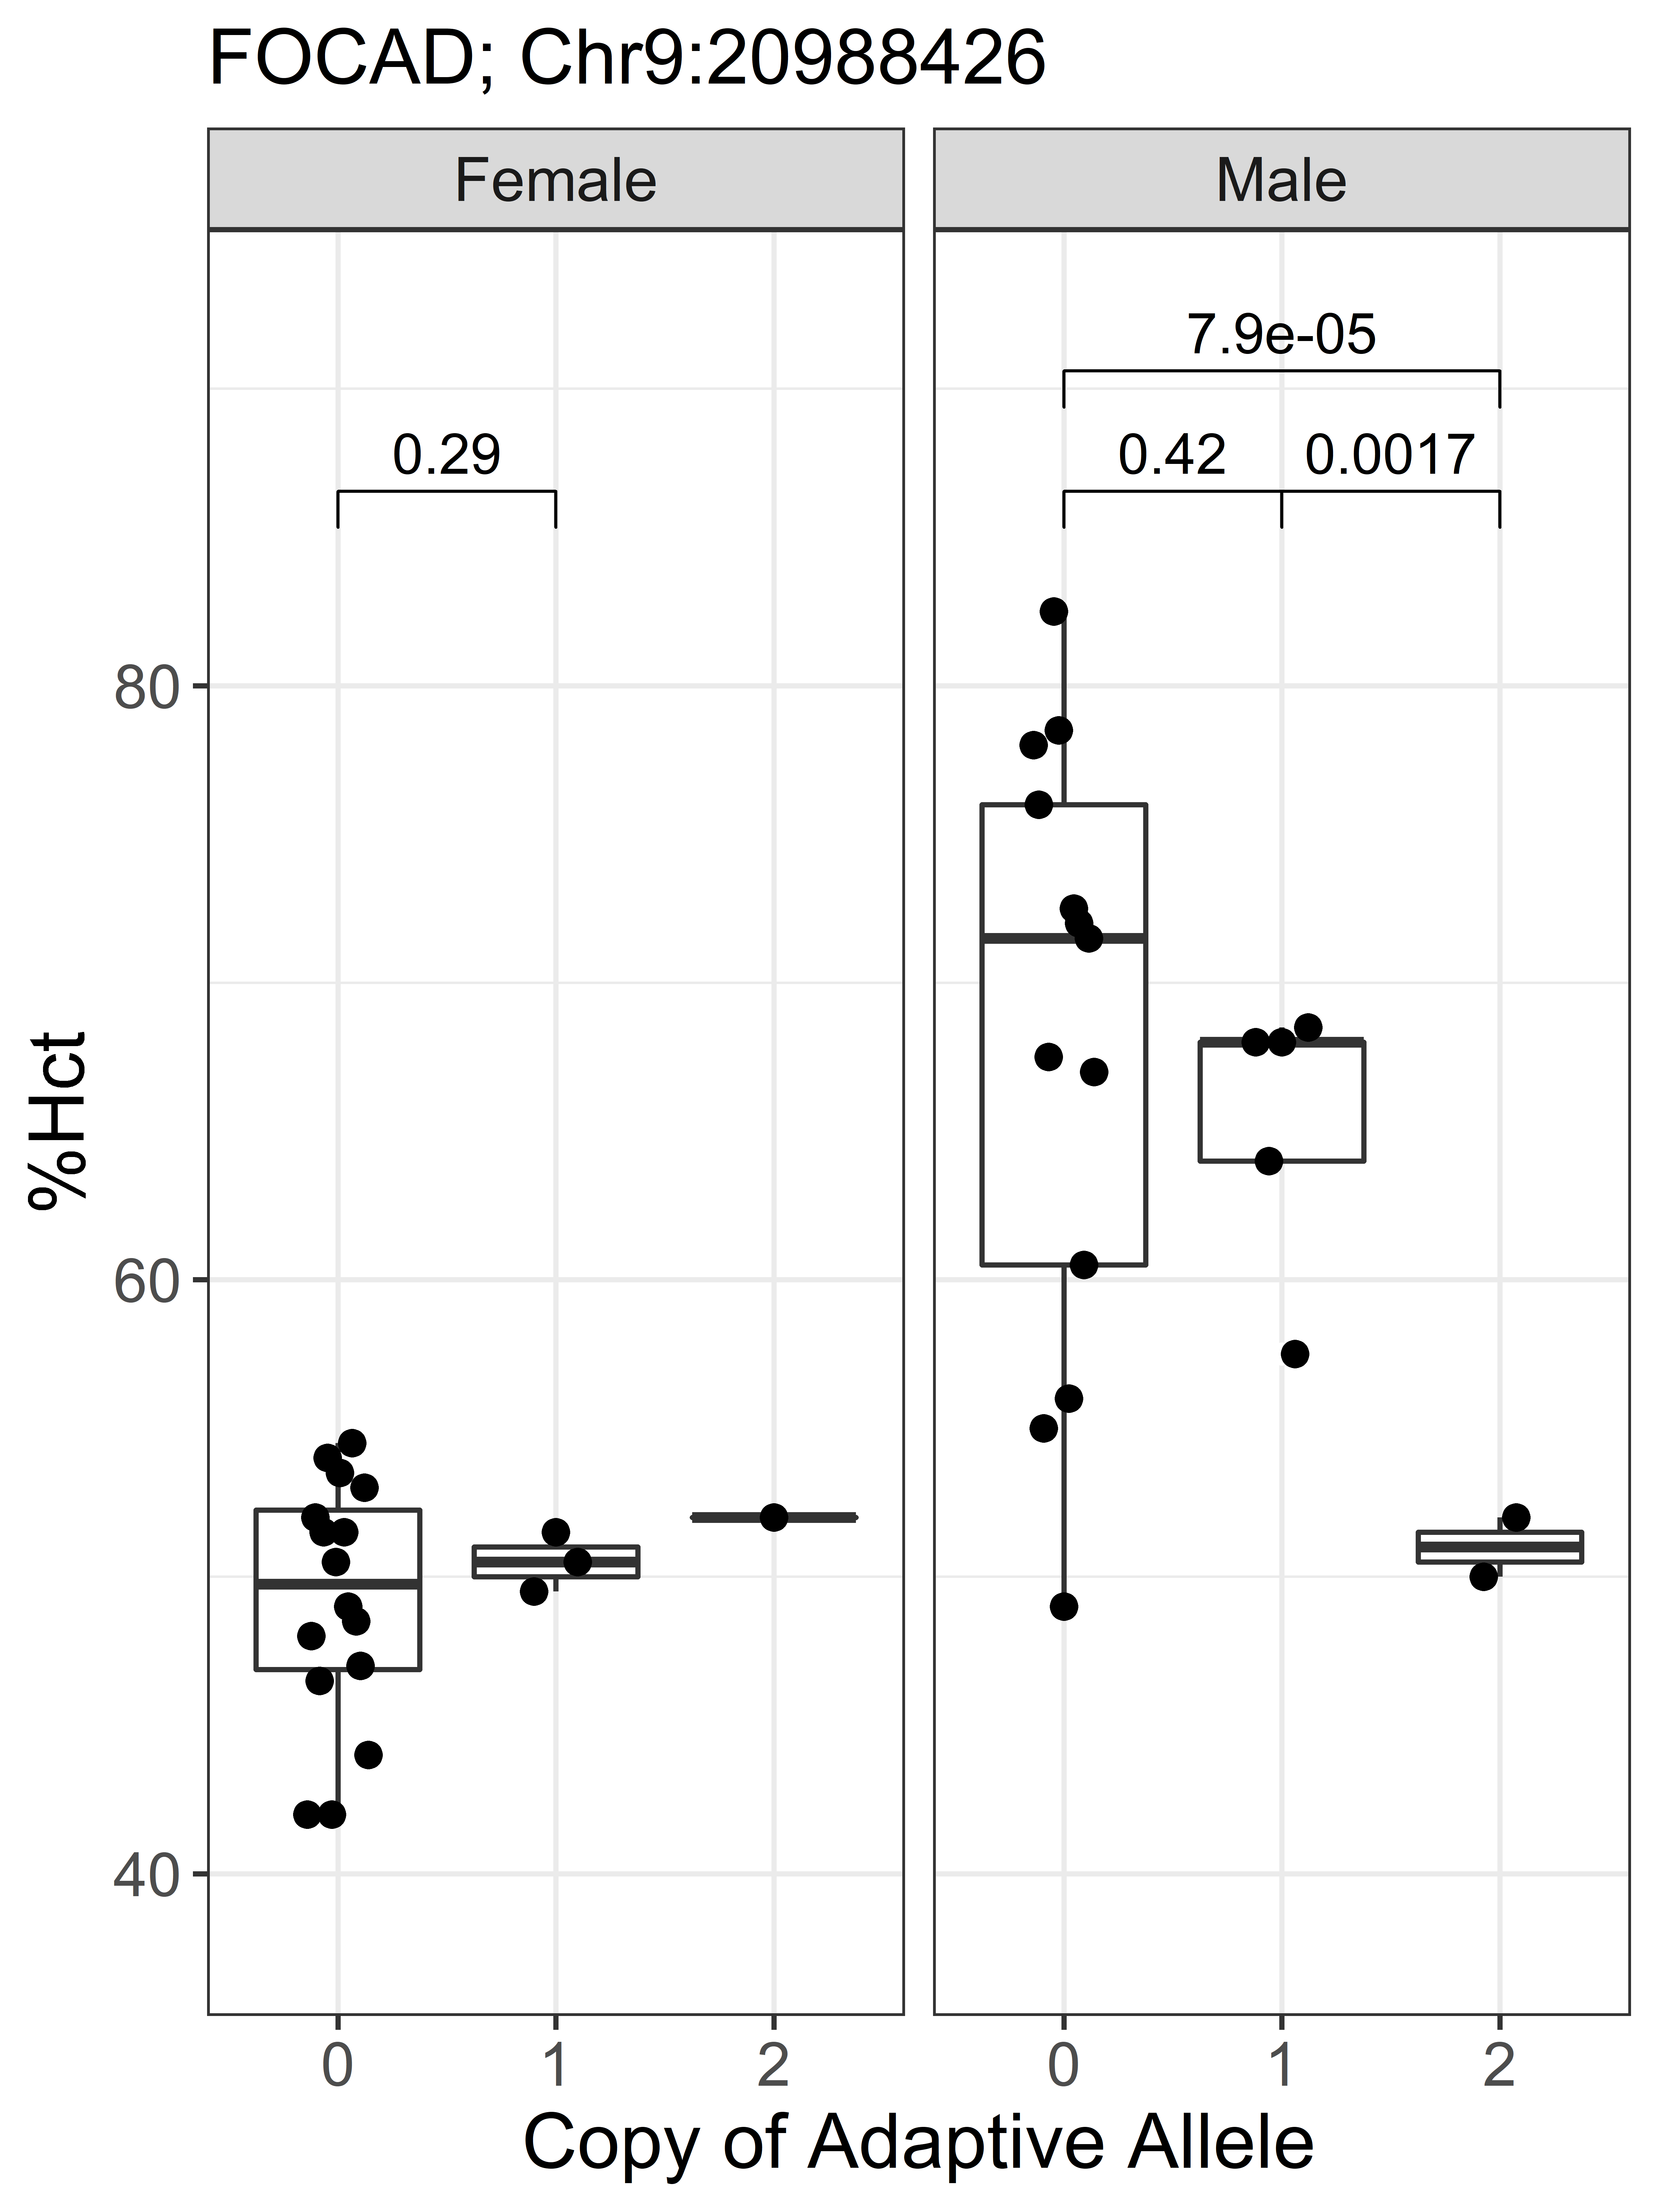 FOCAD; Chr9:20988426
Female
Male
7.9e-05
0.29
0.42
0.0017
80
60
40
%Hct
0 1 2
0 1 2
Copy of Adaptive Allele